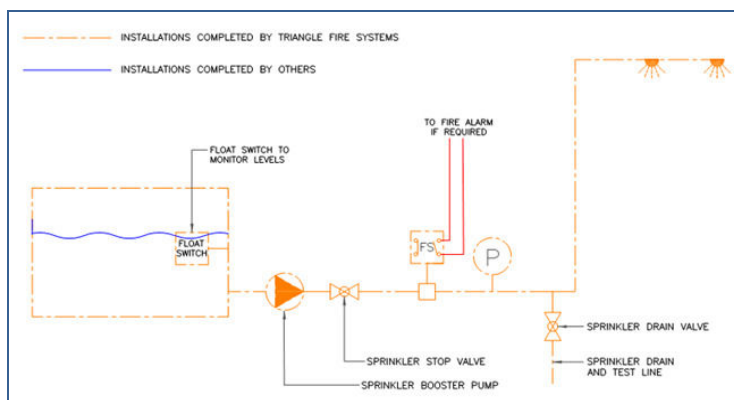 INSTALLATIONS COMPLETED BY TRIANGLE FIRE SYSTEMS
INSTALLATIONS COMPLETED BY OTHERS
TO FIRE ALARM
IF REQUIRED
FLOAT SWITCH TO
MONITOR LEVELS
FLOAT
SWITCH
FS
P
SPRINKLER DRAIN VALVE
SPRINKLER STOP VALVE
SPRINKLER DRAIN
AND TEST LINE
SPRINKLER BOOSTER PUMP